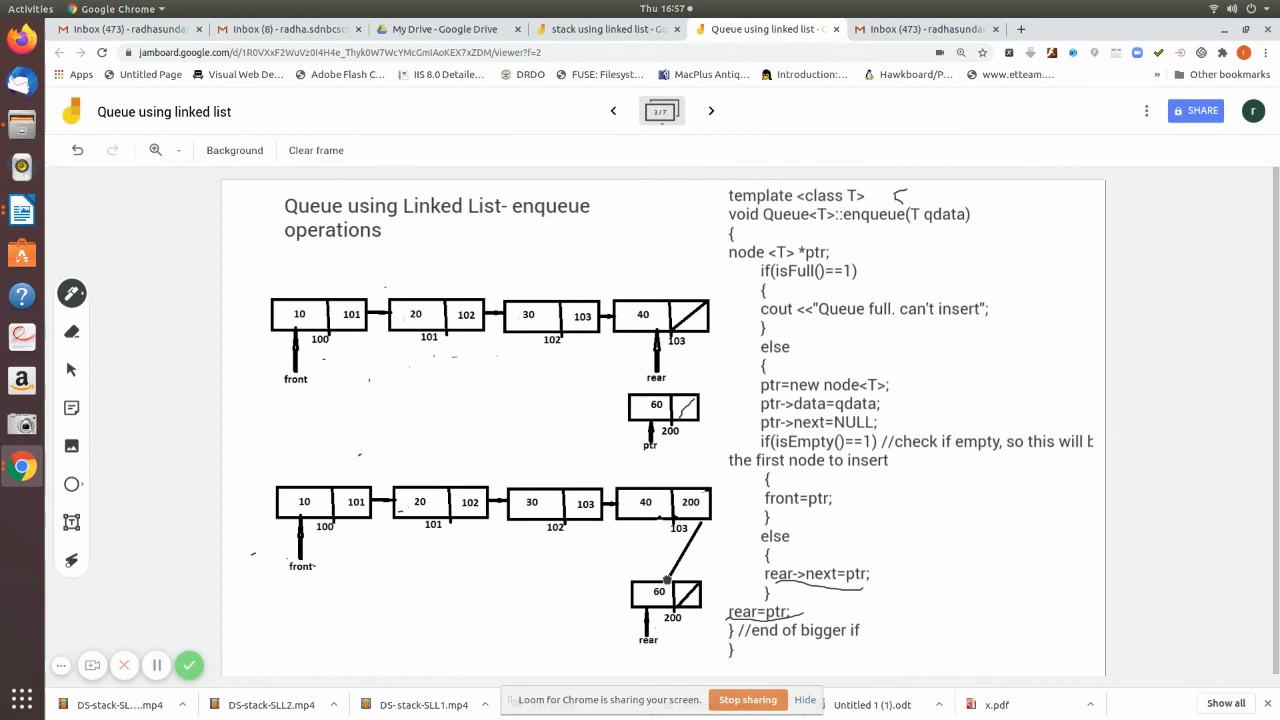 Activities
Google Chrome
Thu 16:57
Inbox (473) - radhasundar
Inbox (8) - radha.sdnbcsc
My Drive - Google Drive
stack using linked list - Go
Queue using linked list - G
Inbox (473) - radhasundar
jamboard.google.com/d/1R0VXxF2WuVz0I4H4e_Thyk0W7WcYMcGmIAoKEX7xZDM/viewer?f=2
Apps
Untitled Page
Visual Web De...
Adobe Flash C...
IIS 8.0 Detaile...
DRDO
FUSE: Filesyst...
MacPlus Antiq...
Introduction:...
Hawkboard/P...
www.etteam....
Other bookmarks
Queue using linked list
3/7
SHARE
r
Background
Clear frame
Queue using Linked List- enqueue
operations
10 101 20 102 30 103 40
100 101 102 103
front rear
60
200
ptr
10 101 20 102 30 103 40 200
100 101 102 103
front
60
200
rear
template <class T>
void Queue<T>::enqueue(T qdata)
{
node <T> *ptr;
if(isFull()==1)
{
cout <<"Queue full. can't insert";
}
else
{
ptr=new node<T>;
ptr->data=qdata;
ptr->next=NULL;
if(isEmpty()==1) //check if empty, so this will b
the first node to insert
{
front=ptr;
}
else
{
rear->next=ptr;
}
rear=ptr;
} //end of bigger if
}
Loom for Chrome is sharing your screen.
Stop sharing
Hide
DS-stack-SL....mp4
DS-stack-SLL2.mp4
DS- stack-SLL1.mp4
Untitled 1 (1).odt
x.pdf
Show all